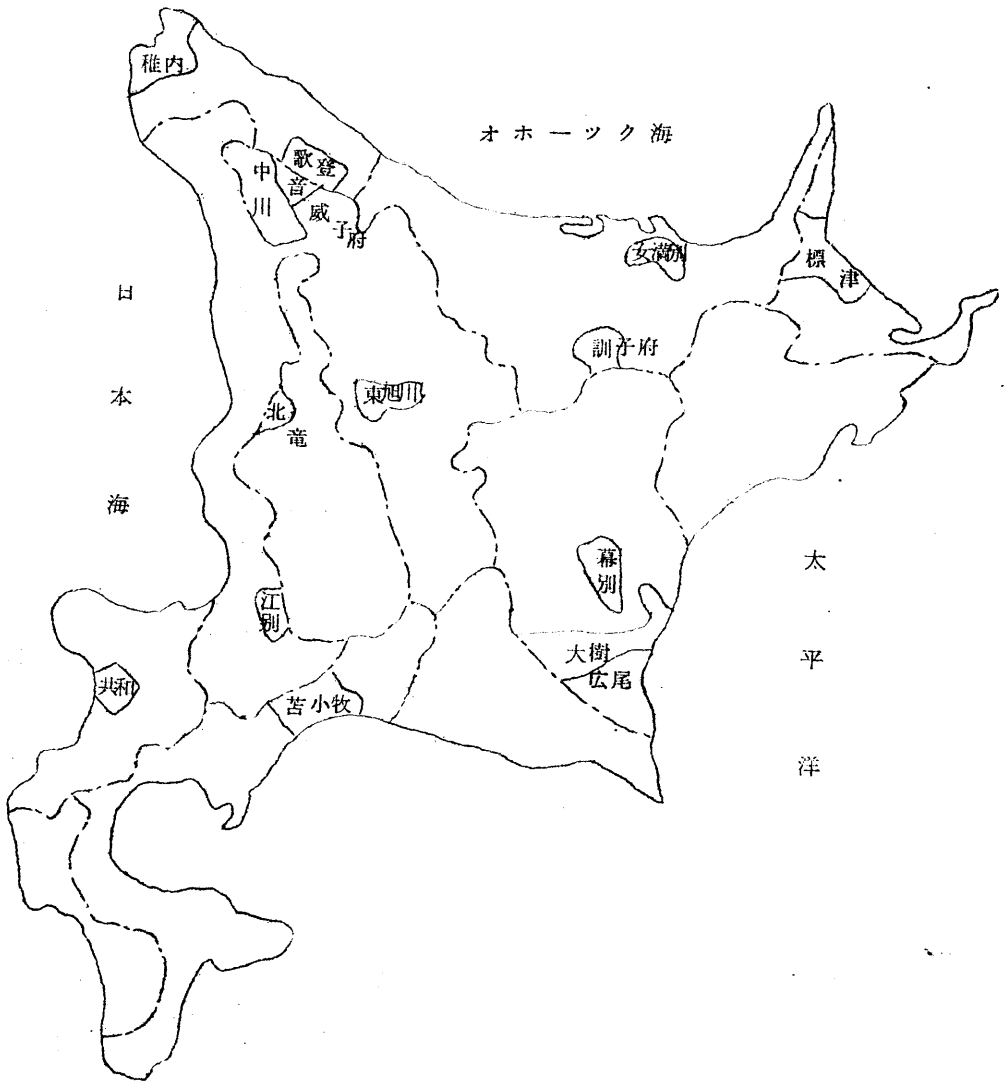 稚内
オホーツク海
歌登
中川
音威子府
女満別
標津
日本海
訓子府
東旭川
北竜
幕別
太平洋
江別
大樹
広尾
共和
苫小牧